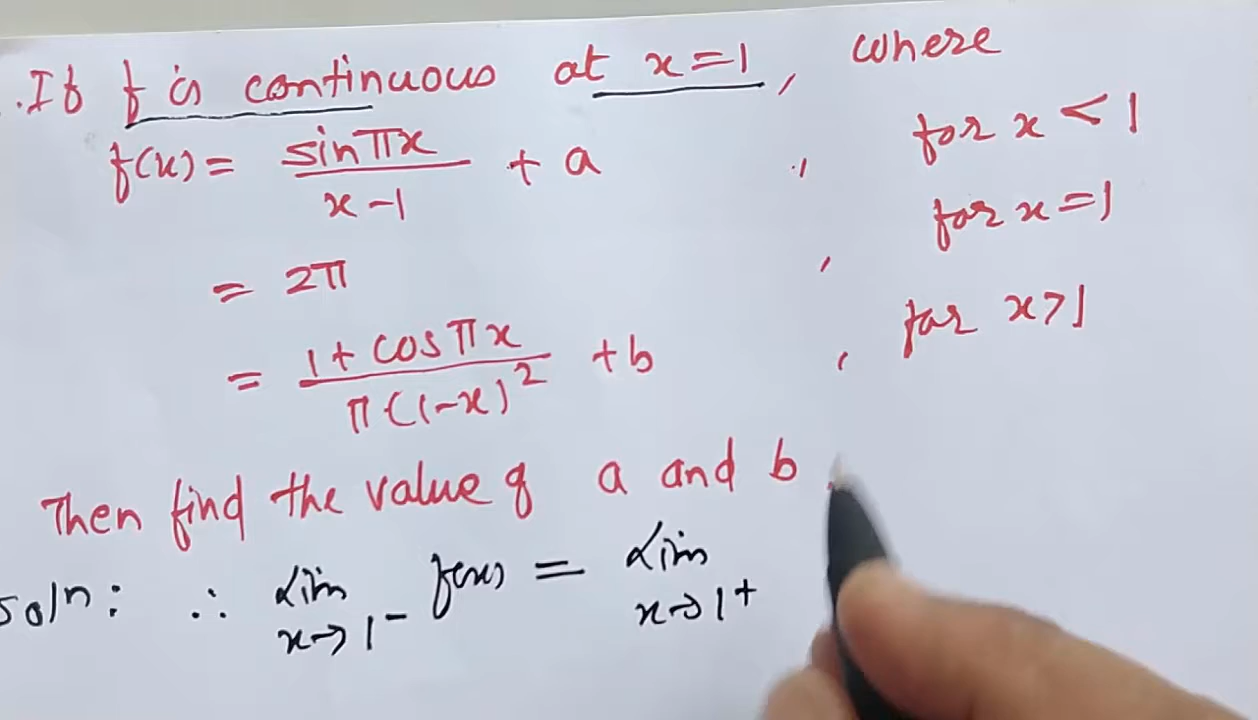 .If f is continuous at x=1, where
f(x) = sinπx / x-1 + a , for x < 1
= 2π , for x=1
= 1+cosπx / π(1-x)² + b , for x>1
Then find the value of a and b.
Soln: ∴ Lim x→1⁻ f(x) = Lim x→1⁺